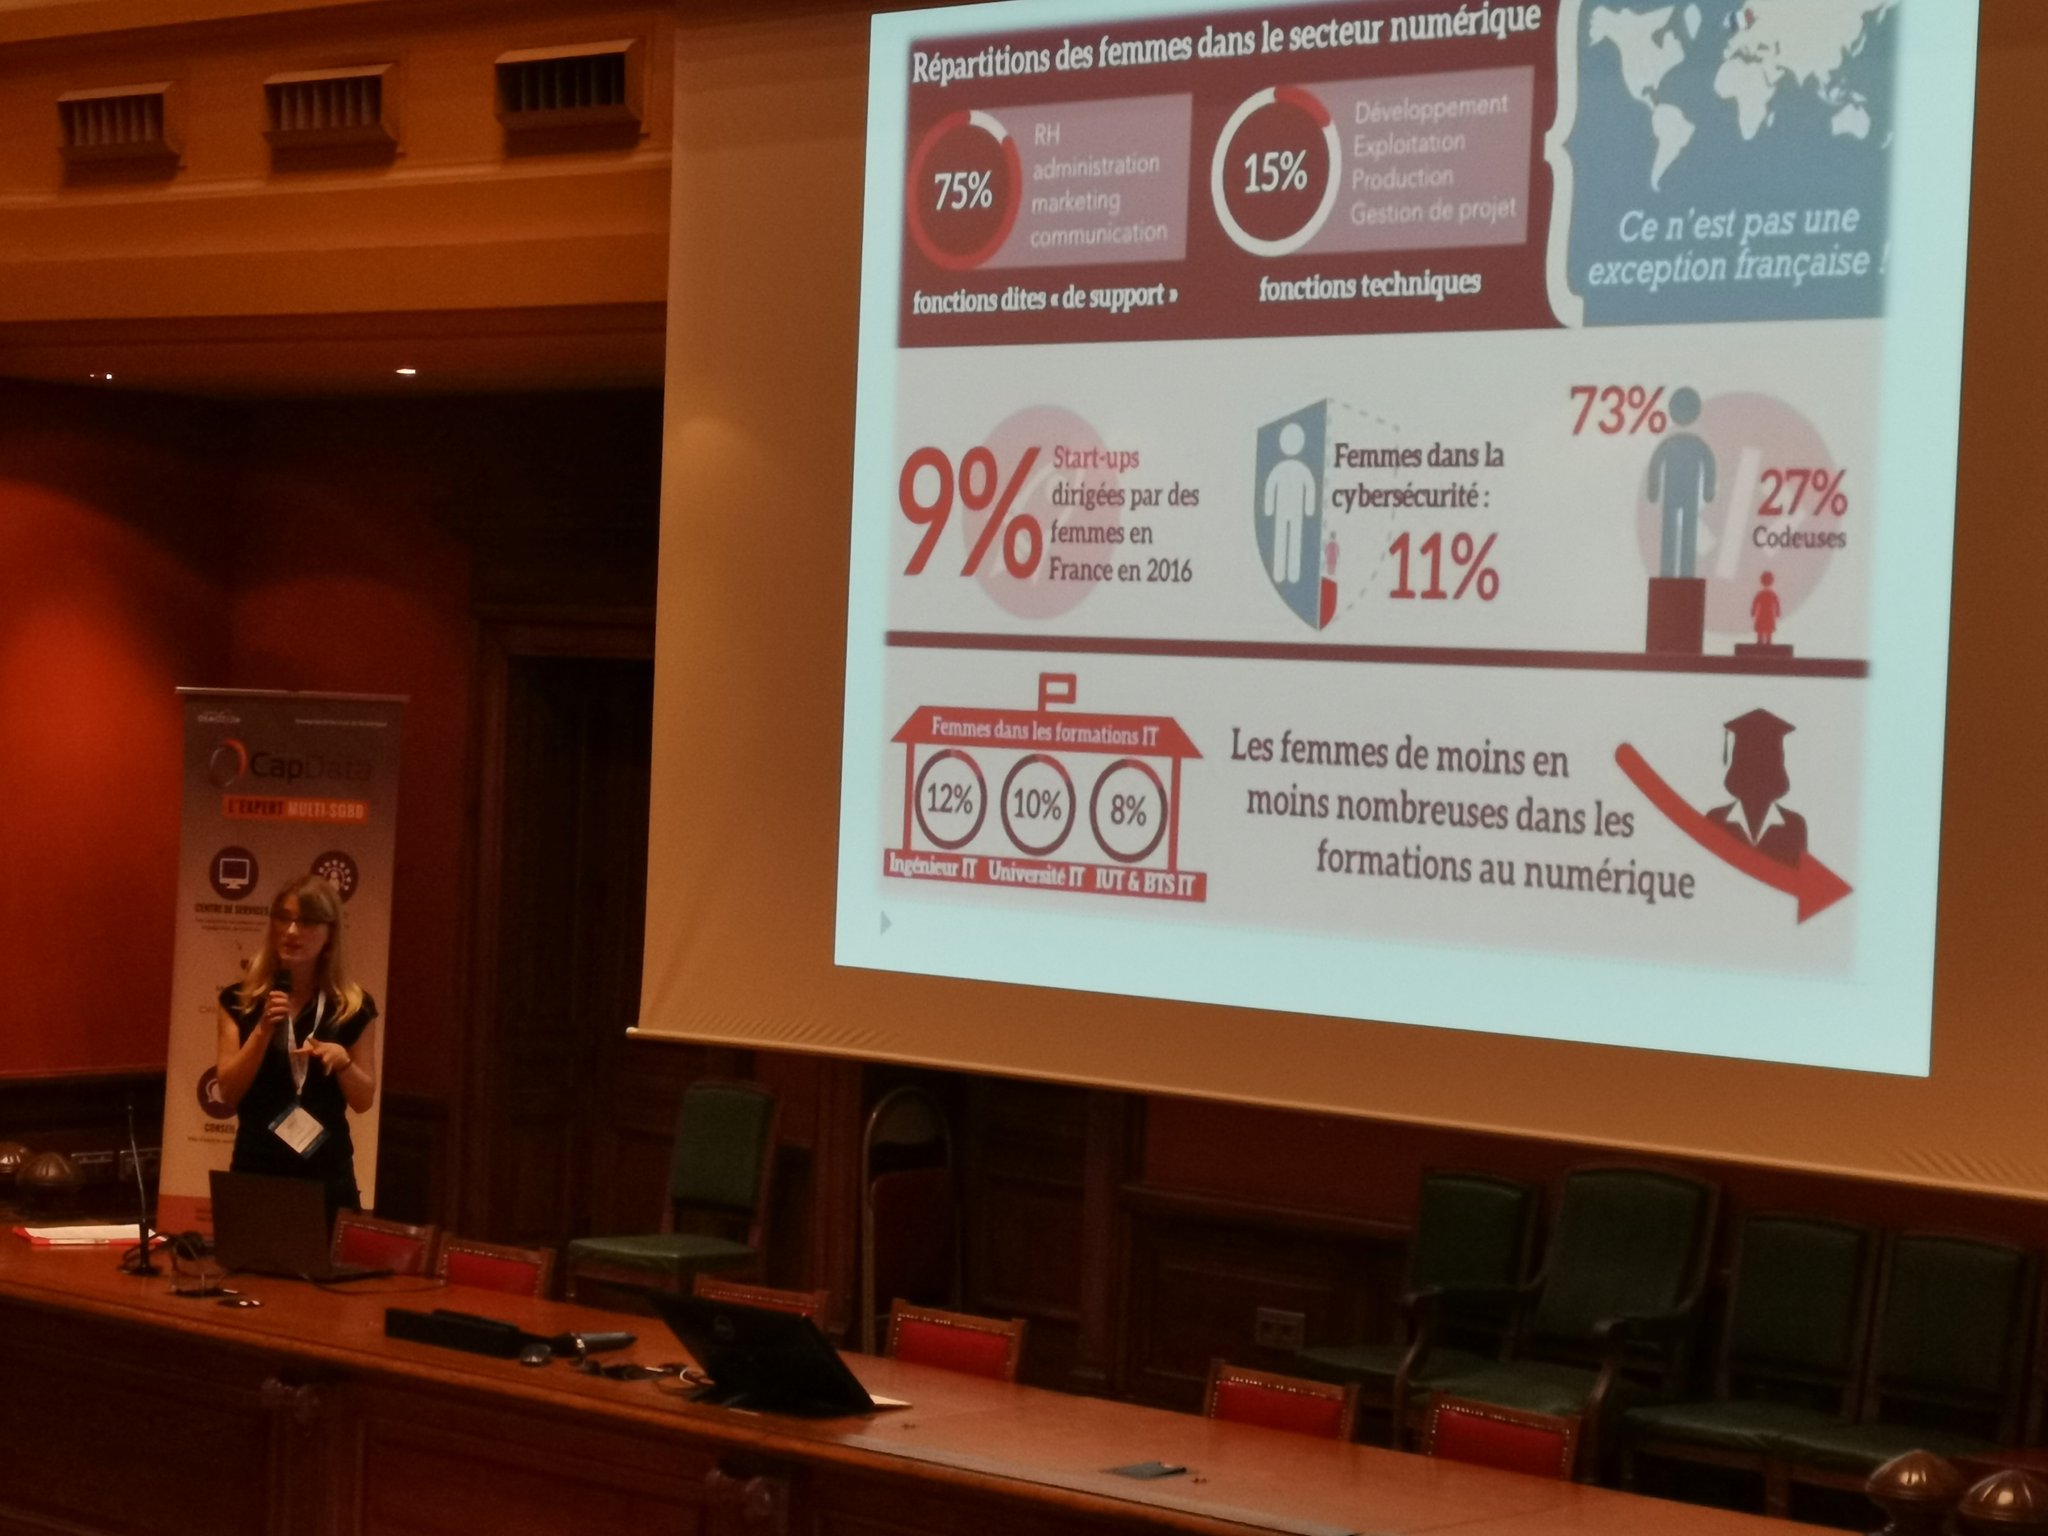 Répartitions des femmes dans le secteur numérique
75%
RH
administration
marketing
communication
fonctions dites « de support »
15%
Développement
Exploitation
Production
Gestion de projet
fonctions techniques
Ce n'est pas une
exception française !
9%
Start-ups
dirigées par des
femmes en
France en 2016
Femmes dans la
cybersécurité :
11%
73%
27%
Codeuses
Femmes dans les formations IT
12%
10%
8%
Ingénieur IT
Université IT
IUT & BTS IT
Les femmes de moins en
moins nombreuses dans les
formations au numérique
CapData
L'EXPERT MULTI-SGBD
CENTRE DE SERVICES
CONSEIL